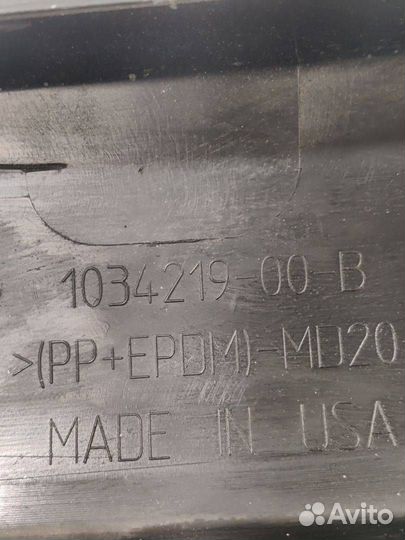 1034219-00-B
>(PP+EPDM)-MD20
MADE IN USA
Avito